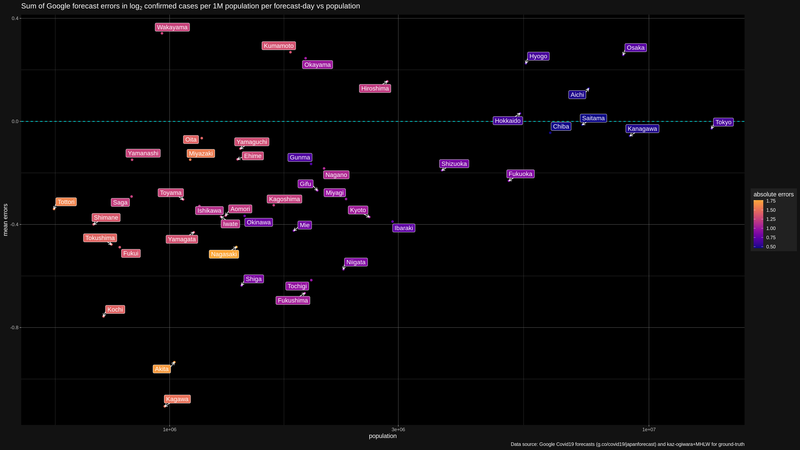 Sum of Google forecast errors in log2 confirmed cases per 1M population per forecast-day vs population
0.4
Wakayama
Kumamoto
Osaka
Hyogo
Okayama
Hiroshima
Aichi
Hokkaido
Saitama
0.0
Chiba
Kanagawa
Tokyo
Oita
Yamaguchi
Yamanashi
Miyazaki
Ehime
Gunma
Shizuoka
Nagano
Fukuoka
Gifu
Toyama
Miyagi
Tottori
Saga
Kagoshima
Ishikawa
Aomori
Kyoto
Shimane
Iwate
Okinawa
Mie
Ibaraki
-0.4
Tokushima
Yamagata
Fukui
Nagasaki
Niigata
Shiga
Tochigi
Fukushima
Kochi
-0.8
Akita
Kagawa
mean errors
1e+06
3e+06
1e+07
population
absolute errors
1.75
1.50
1.25
1.00
0.75
0.50
Data source: Google Covid19 forecasts (g.co/covid19/japanforecast) and kaz-ogiwara+MHLW for ground-truth